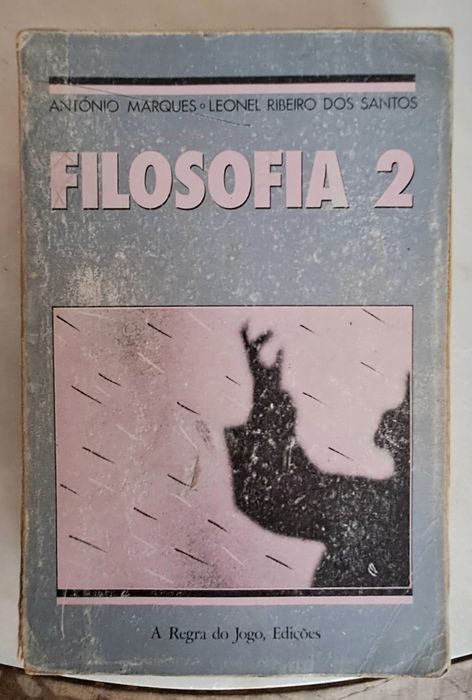 ANTÓNIO MARQUES • LEONEL RIBEIRO DOS SANTOS
FILOSOFIA 2
A Regra do Jogo, Edições